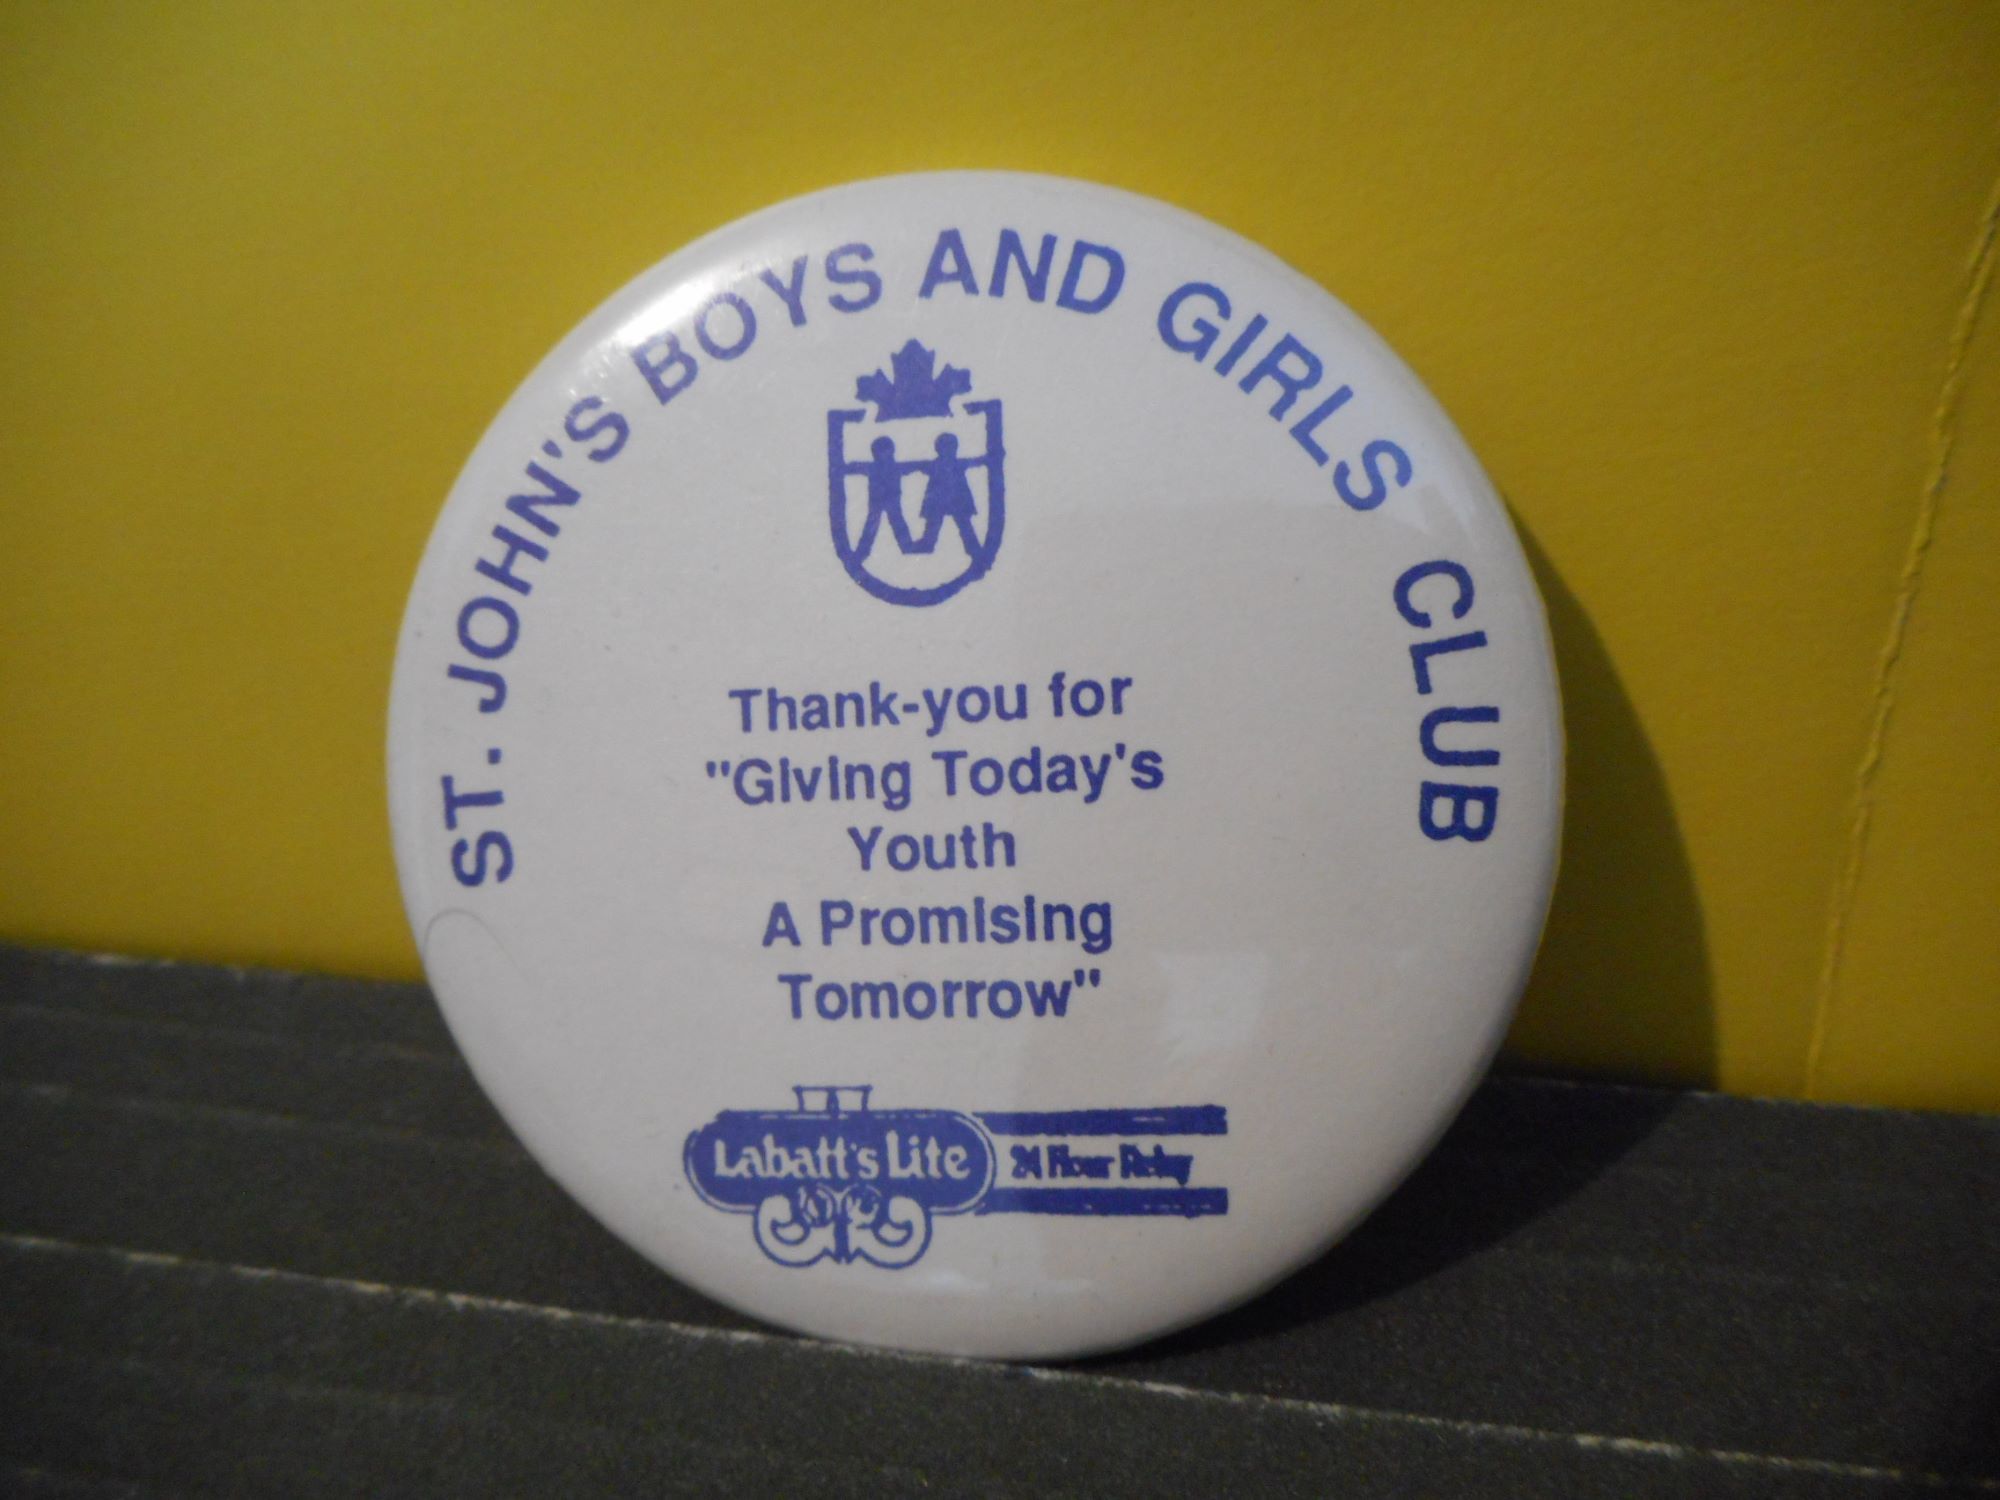 ST. JOHN'S BOYS AND GIRLS CLUB
Thank-you for
"Giving Today's
Youth
A Promising
Tomorrow"
Labatt's Lite 24 Hour Relay